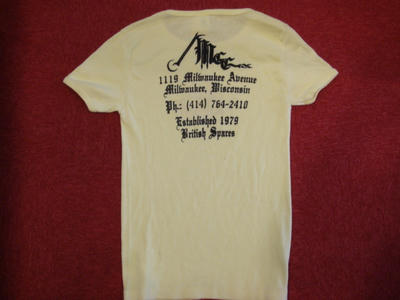 1119 Milwaukee Avenue
Milwaukee, Wisconsin
Ph.: (414) 764-2410
Established 1979
British Spares